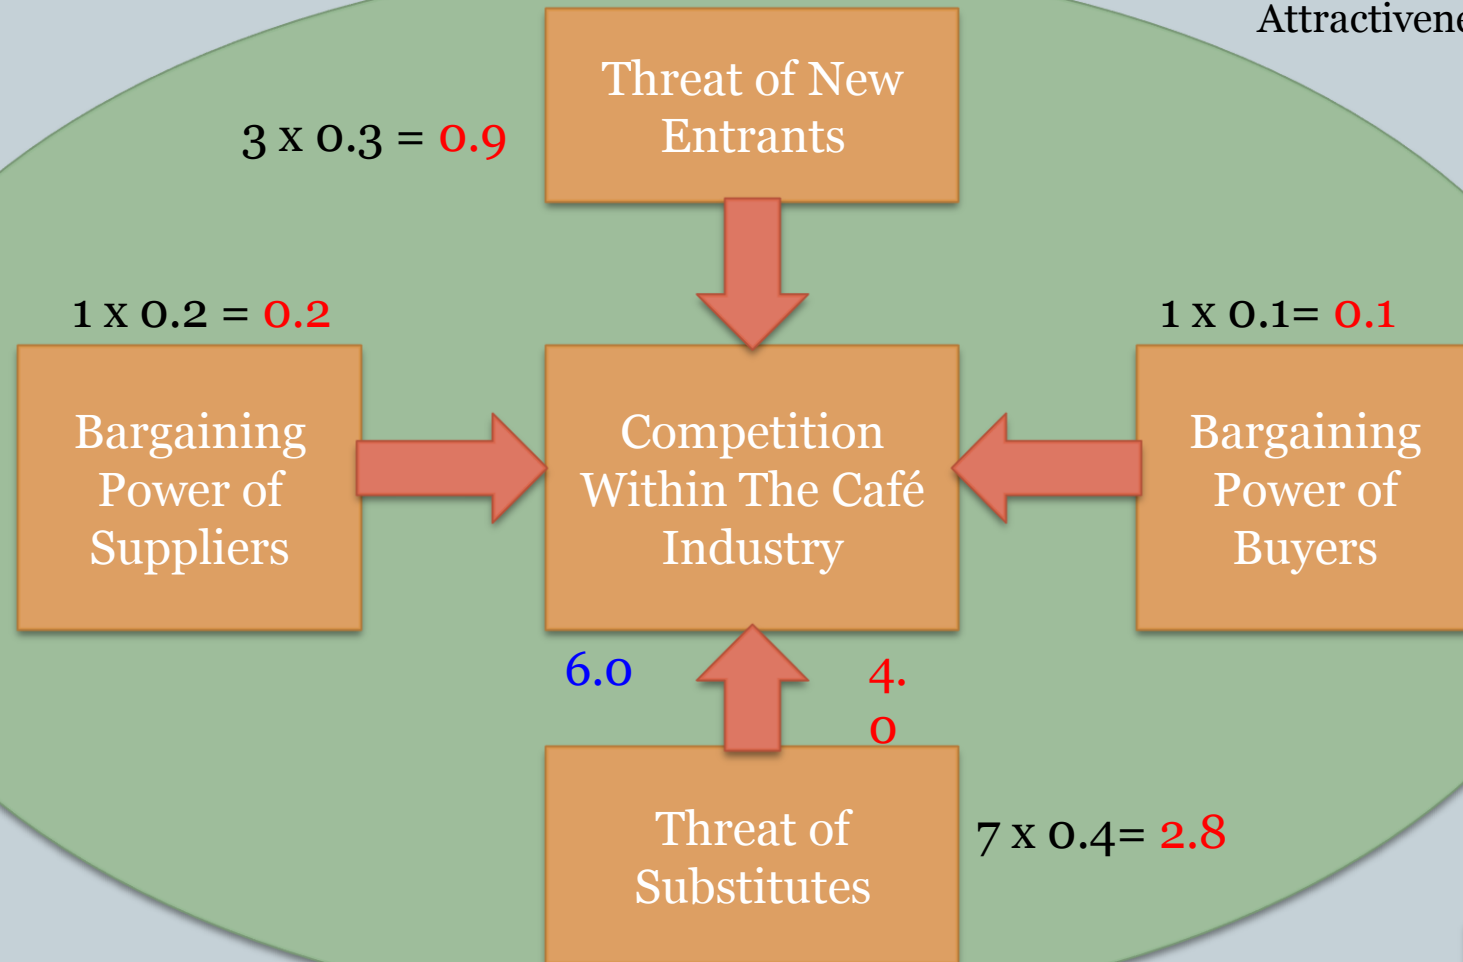 Attractivene
Threat of New
Entrants
3 x 0.3 = 0.9
1 x 0.2 = 0.2
1 x 0.1= 0.1
Bargaining
Power of
Suppliers
Competition
Within The Café
Industry
Bargaining
Power of
Buyers
6.0
4.
0
Threat of
Substitutes
7 x 0.4= 2.8